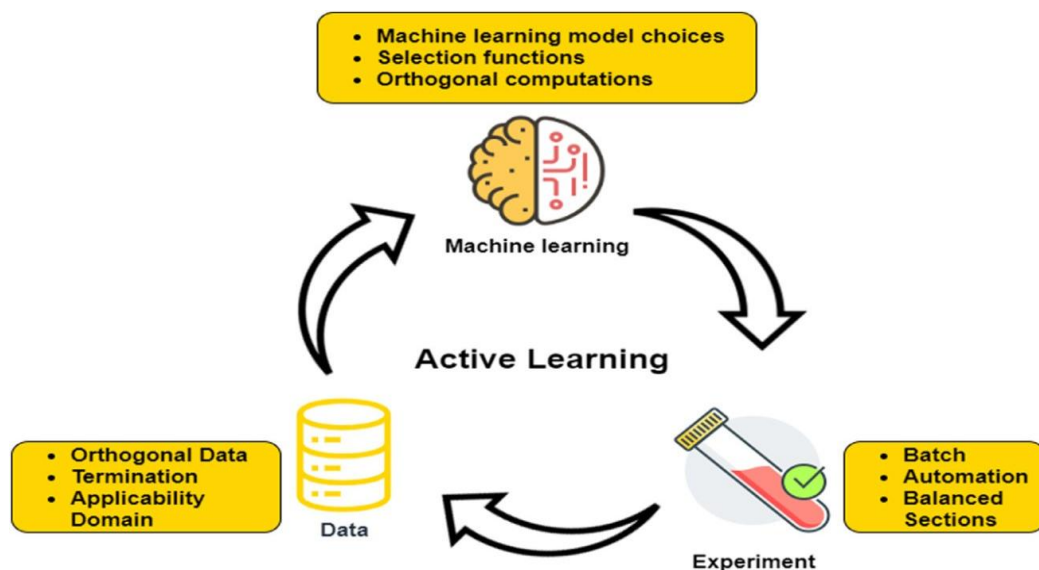 • Machine learning model choices
• Selection functions
• Orthogonal computations
Machine learning
Active Learning
• Orthogonal Data
• Termination
• Applicability
Domain
Data
• Batch
• Automation
• Balanced
Sections
Experiment